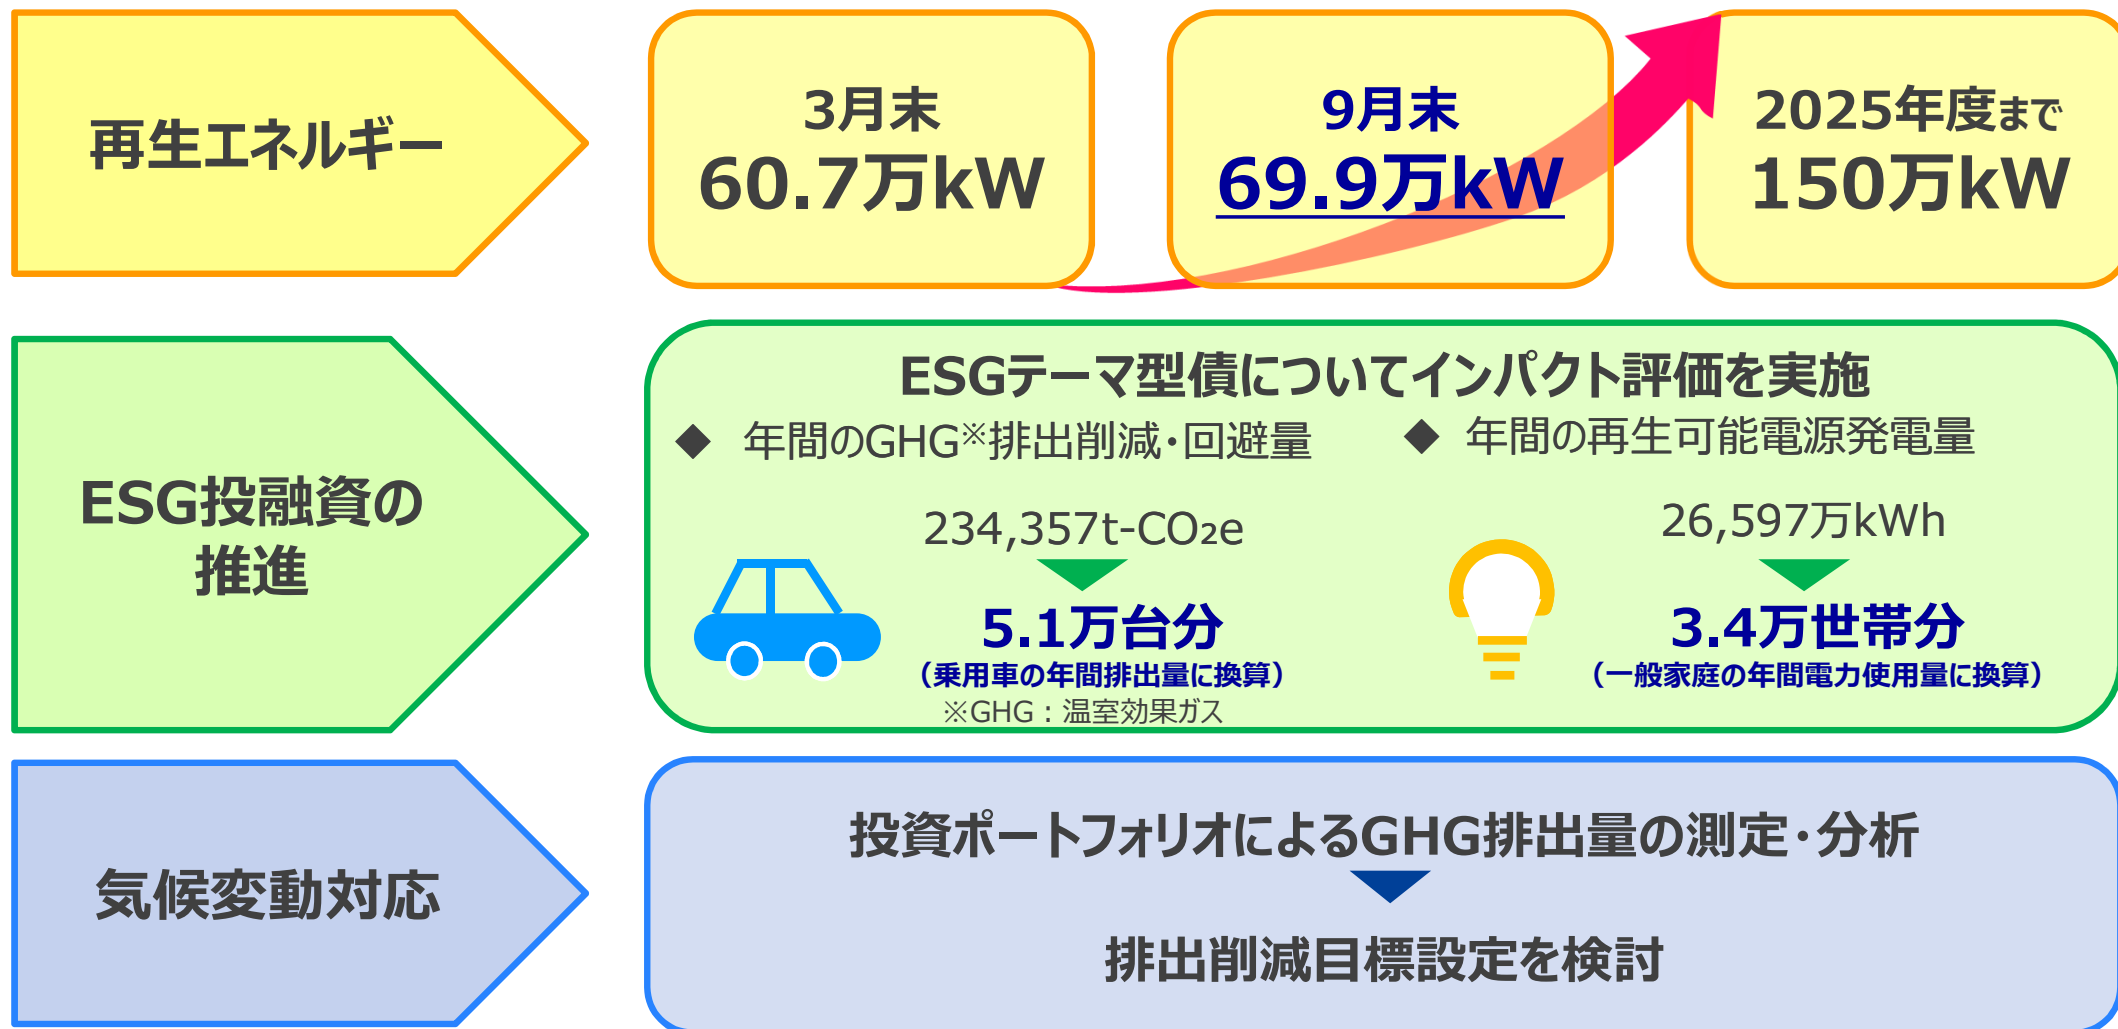 再生エネルギー
3月末
60.7万kW
9月末
69.9万kW
2025年度まで
150万kW
ESG投融資の
推進
ESGテーマ型債についてインパクト評価を実施
◆ 年間のGHG※排出削減・回避量
234,357t-CO₂e
5.1万台分
（乗用車の年間排出量に換算）
※GHG：温室効果ガス
◆ 年間の再生可能電源発電量
26,597万kWh
3.4万世帯分
（一般家庭の年間電力使用量に換算）
気候変動対応
投資ポートフォリオによるGHG排出量の測定・分析
排出削減目標設定を検討